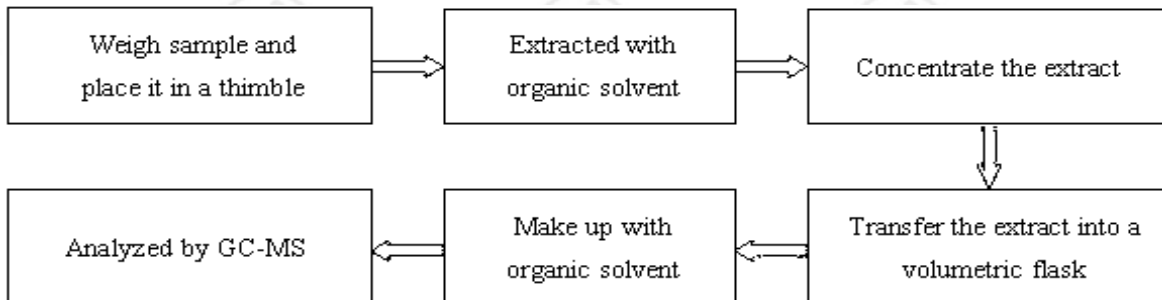 Weigh sample and
place it in a thimble
Extracted with
organic solvent
Concentrate the extract
Transfer the extract into a
volumetric flask
Make up with
organic solvent
Analyzed by GC-MS